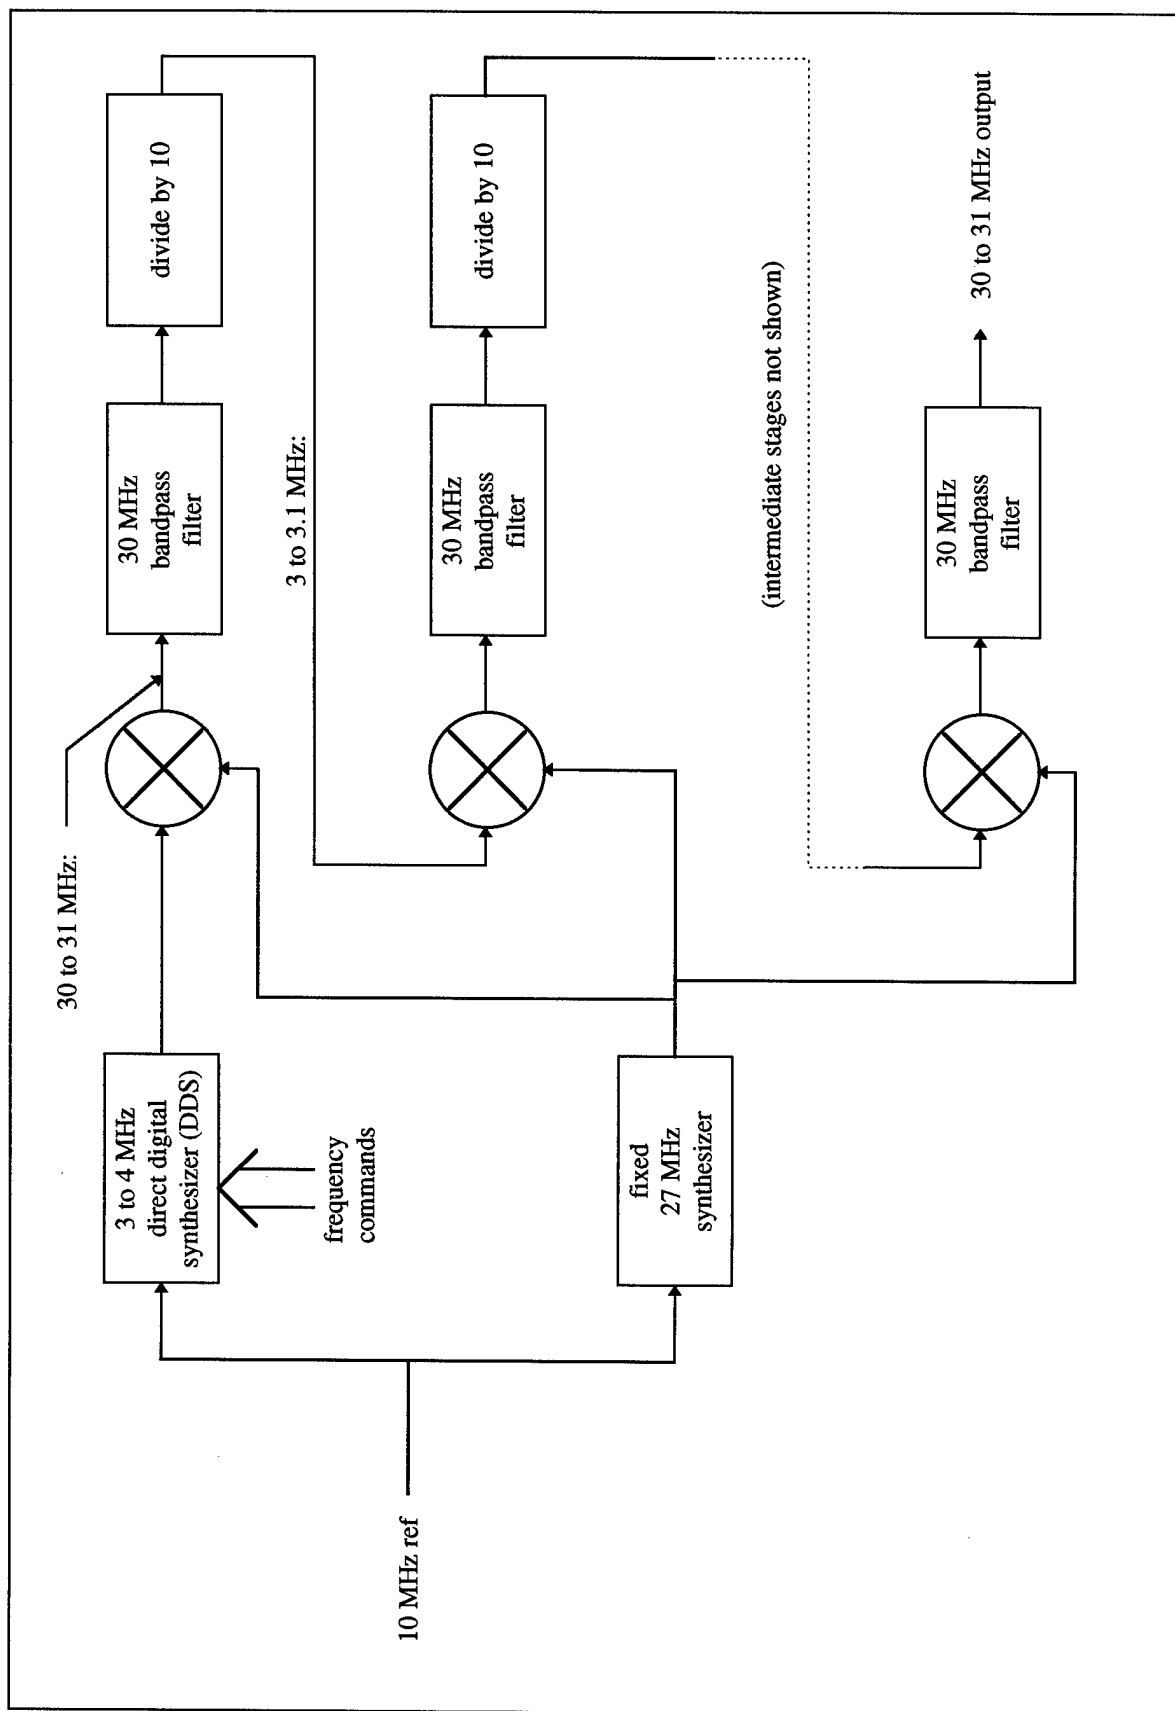 30 to 31 MHz:
3 to 4 MHz
direct digital
synthesizer (DDS)
30 MHz
bandpass
filter
divide by 10
frequency
commands
3 to 3.1 MHz:
10 MHz ref
30 MHz
bandpass
filter
divide by 10
fixed
27 MHz
synthesizer
(intermediate stages not shown)
30 MHz
bandpass
filter
30 to 31 MHz output